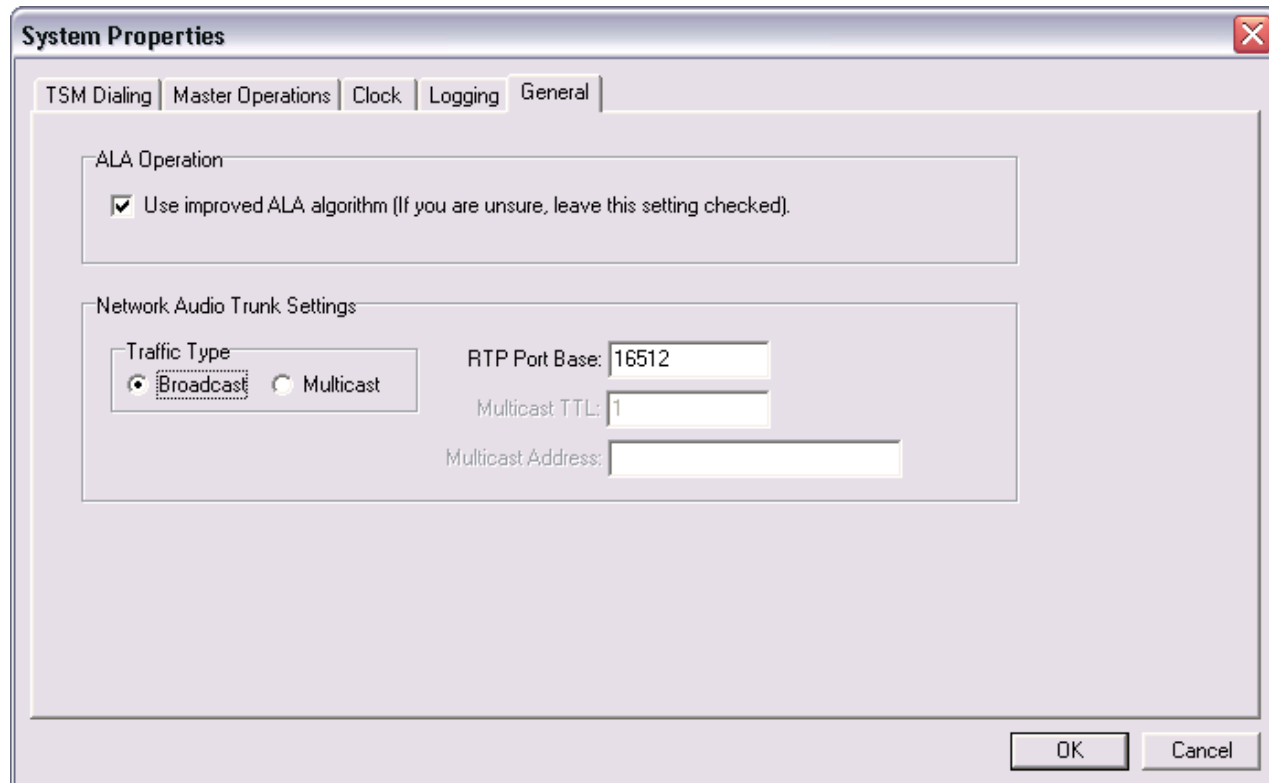 System Properties
TSM Dialing Master Operations Clock Logging General
ALA Operation
Use improved ALA algorithm (If you are unsure, leave this setting checked).
Network Audio Trunk Settings
Traffic Type
Broadcast Multicast
RTP Port Base: 16512
Multicast TTL: 1
Multicast Address:
OK Cancel